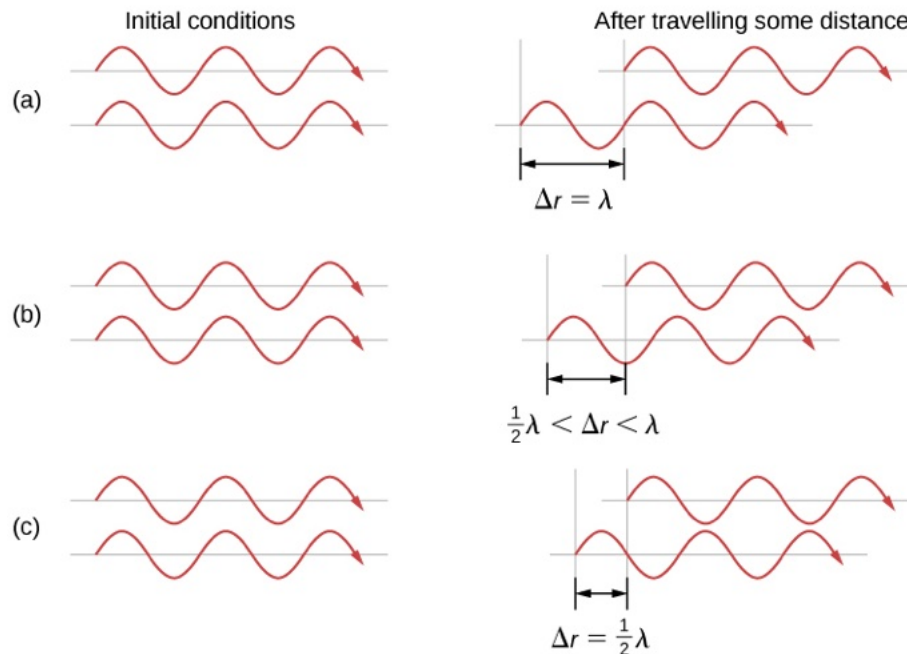 Initial conditions
After travelling some distance
(a)
Δr = λ
(b)
½λ < Δr < λ
(c)
Δr = ½λ